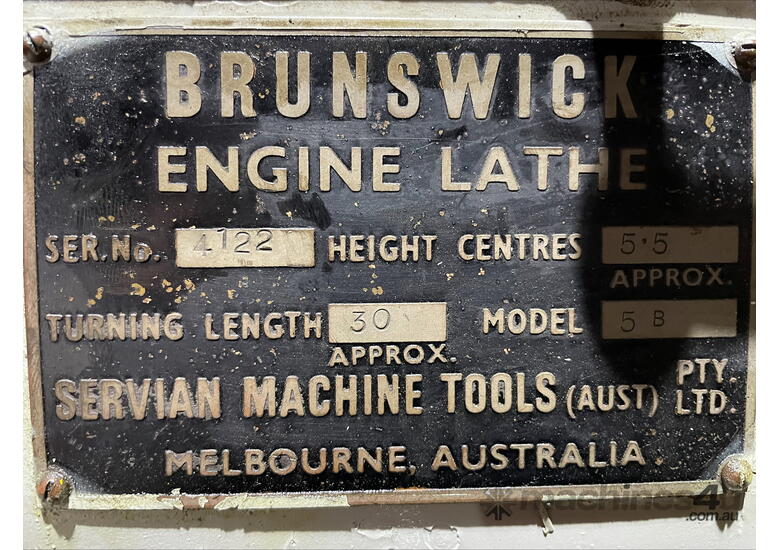 BRUNSWICK
ENGINE LATHE
SER.NO. 4122 HEIGHT CENTRES 5.5
APPROX.
TURNING LENGTH 30 MODEL 5 B
APPROX.
SERVIAN MACHINE TOOLS (AUST) PTY. LTD.
MELBOURNE, AUSTRALIA.
machines4u
.com.au